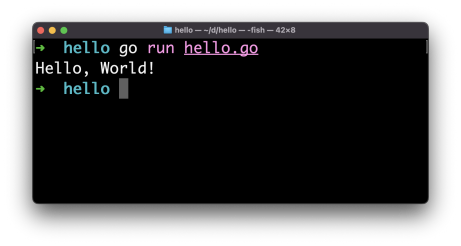 hello — ~/d/hello — -fish — 42×8
➜ hello go run hello.go
Hello, World!
➜ hello